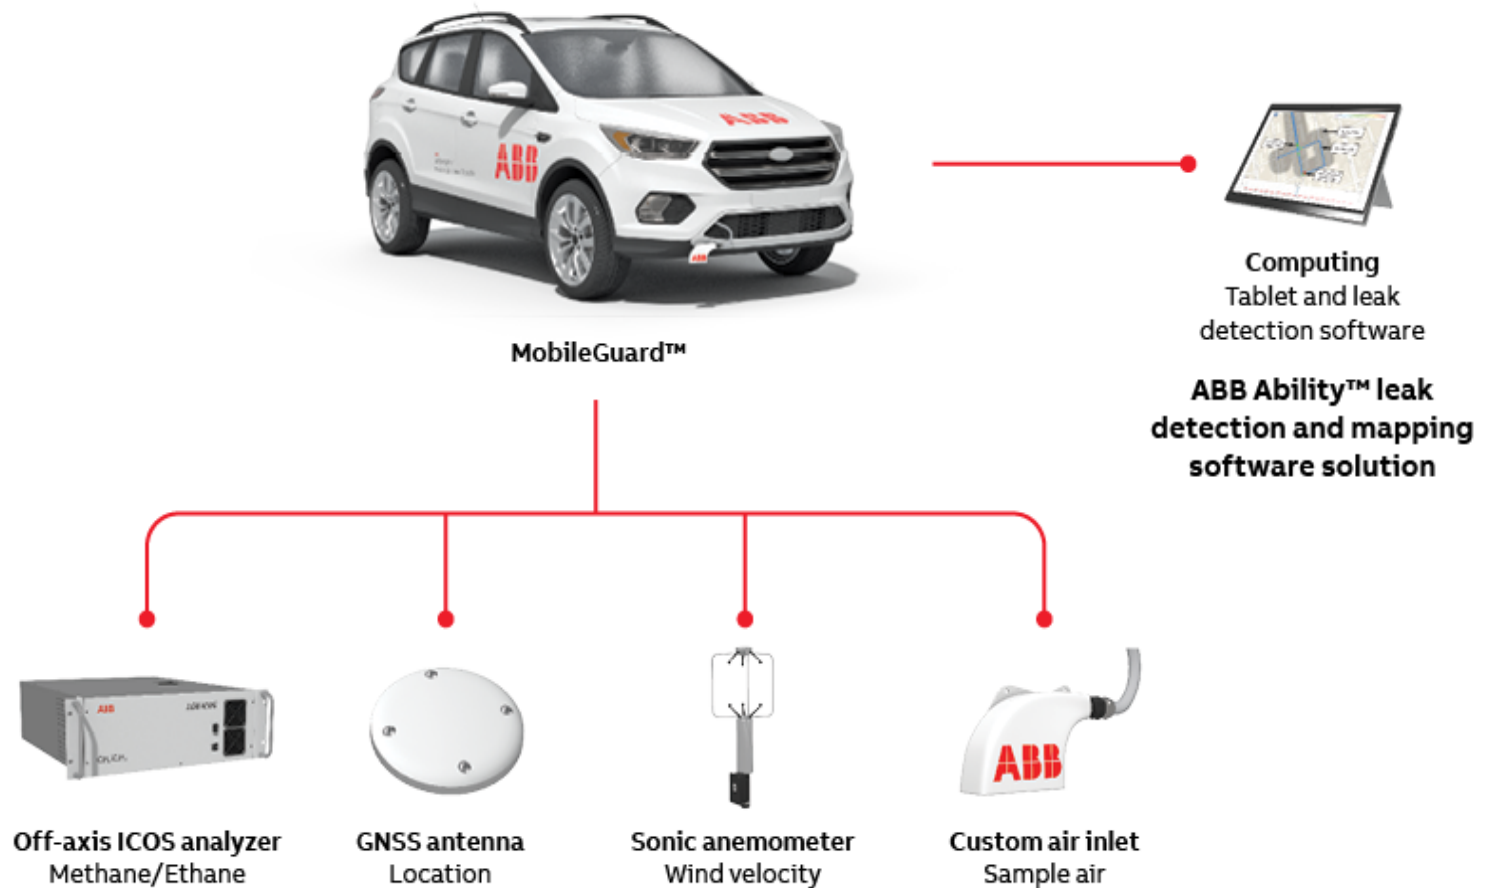 ABB
ABB
ABB
MobileGuard™
Computing
Tablet and leak
detection software
ABB Ability™ leak
detection and mapping
software solution
ABB
ABB
Off-axis ICOS analyzer
Methane/Ethane
GNSS antenna
Location
Sonic anemometer
Wind velocity
Custom air inlet
Sample air